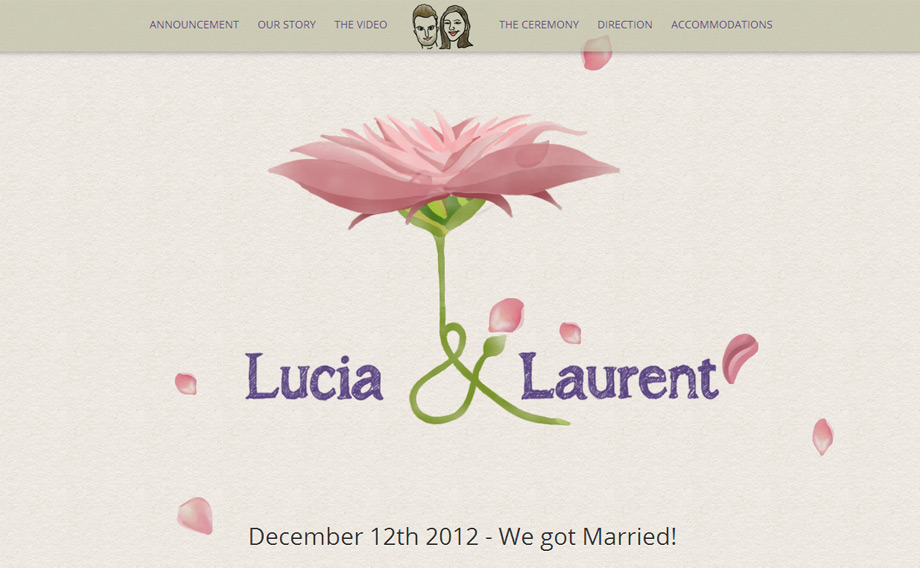 ANNOUNCEMENT OUR STORY THE VIDEO THE CEREMONY DIRECTION ACCOMMODATIONS
Lucia & Laurent
December 12th 2012 - We got Married!